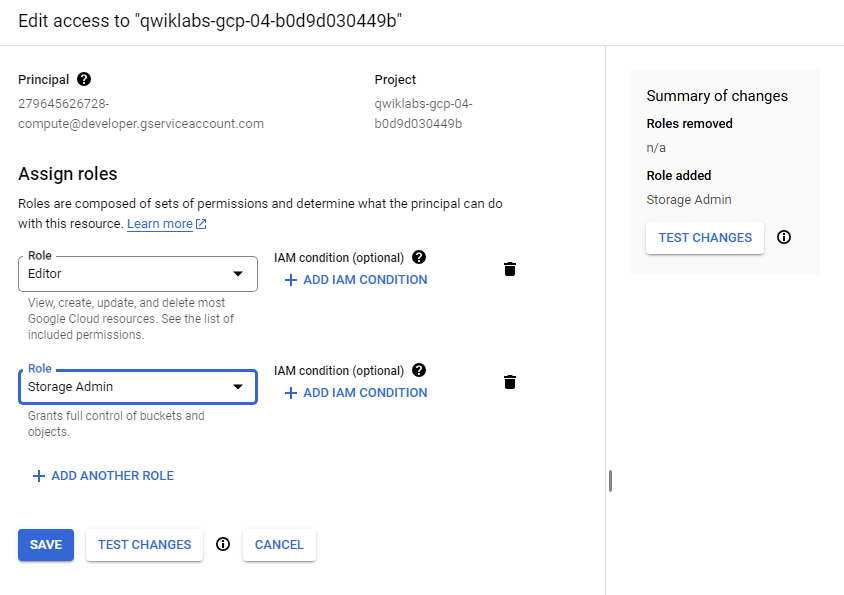 Edit access to "qwiklabs-gcp-04-b0d9d030449b"
Principal
279645626728-
compute@developer.gserviceaccount.com
Project
qwiklabs-gcp-04-
b0d9d030449b
Assign roles
Roles are composed of sets of permissions and determine what the principal can do
with this resource. Learn more
Role
Editor
IAM condition (optional)
ADD IAM CONDITION
View, create, update, and delete most
Google Cloud resources. See the list of
included permissions.
Role
Storage Admin
IAM condition (optional)
ADD IAM CONDITION
Grants full control of buckets and
objects.
ADD ANOTHER ROLE
SAVE
TEST CHANGES
CANCEL
Summary of changes
Roles removed
n/a
Role added
Storage Admin
TEST CHANGES